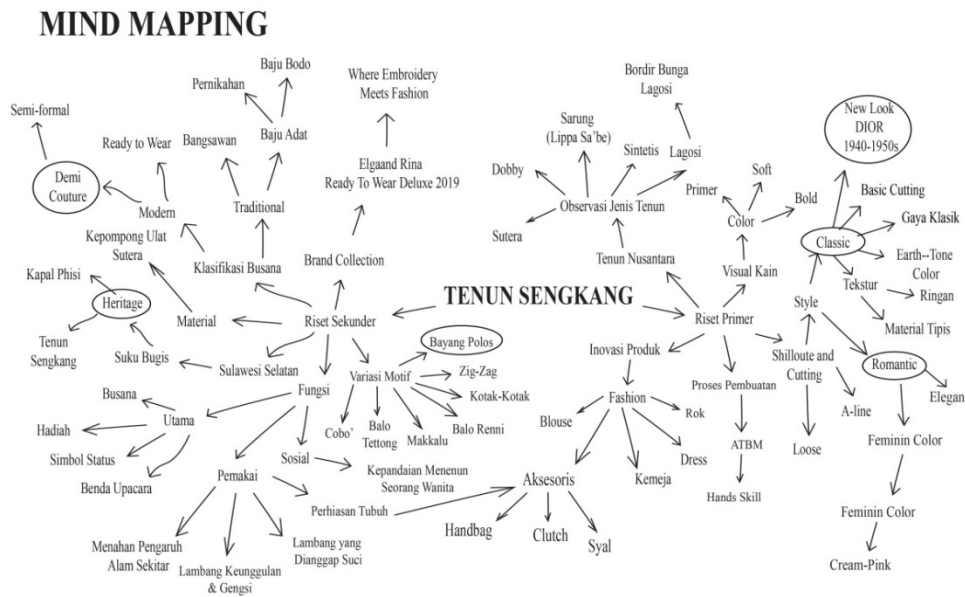 MIND MAPPING
Semi-formal
Demi
Couture
Ready to Wear
Modern
Pernikahan
Baju Bodo
Baju Adat
Bangsawan
Traditional
Klasifikasi Busana
Where Embroidery
Meets Fashion
Elgaand Rina
Ready To Wear Deluxe 2019
Brand Collection
Kepompong Ulat
Sutera
Material
Kapal Phisi
Heritage
Tenun
Sengkang
Suku Bugis
Sulawesi Selatan
Riset Sekunder
TENUN SENGKANG
Riset Primer
Variasi Motif
Bayang Polos
Zig-Zag
Kotak-Kotak
Balo Renni
Makkalu
Balo
Tettong
Cobo'
Fungsi
Utama
Busana
Hadiah
Simbol Status
Benda Upacara
Sosial
Kepandaian Menenun
Seorang Wanita
Pemakai
Perhiasan Tubuh
Menahan Pengaruh
Alam Sekitar
Lambang Keunggulan
& Gengsi
Lambang yang
Dianggap Suci
Tenun Nusantara
Observasi Jenis Tenun
Sutera
Dobby
Sarung
(Lippa Sa'be)
Sintetis
Lagosi
Bordir Bunga
Lagosi
Visual Kain
Color
Primer
Soft
Bold
Inovasi Produk
Fashion
Blouse
Aksesoris
Handbag
Clutch
Syal
Kemeja
Dress
Rok
Proses Pembuatan
ATBM
Hands Skill
Shilloute and
Cutting
Loose
A-line
Style
Classic
New Look
DIOR
1940-1950s
Basic Cutting
Gaya Klasik
Earth--Tone
Color
Tekstur
Ringan
Material Tipis
Romantic
Elegan
Feminin Color
Feminin Color
Cream-Pink